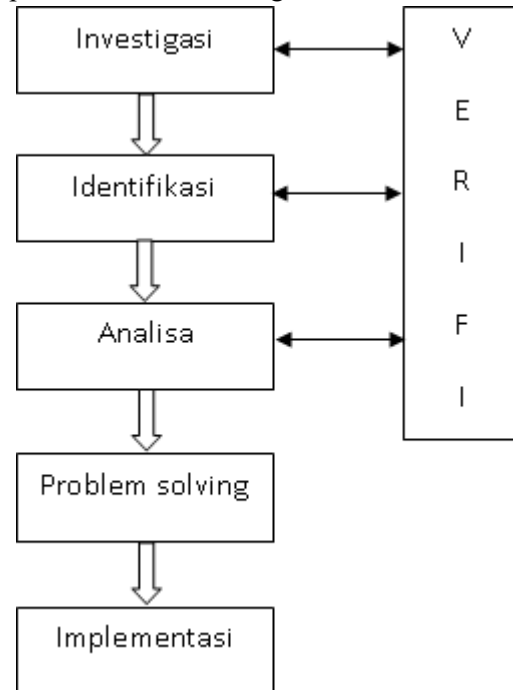 Investigasi
Identifikasi
Analisa
Problem solving
Implementasi
V
E
R
I
F
I